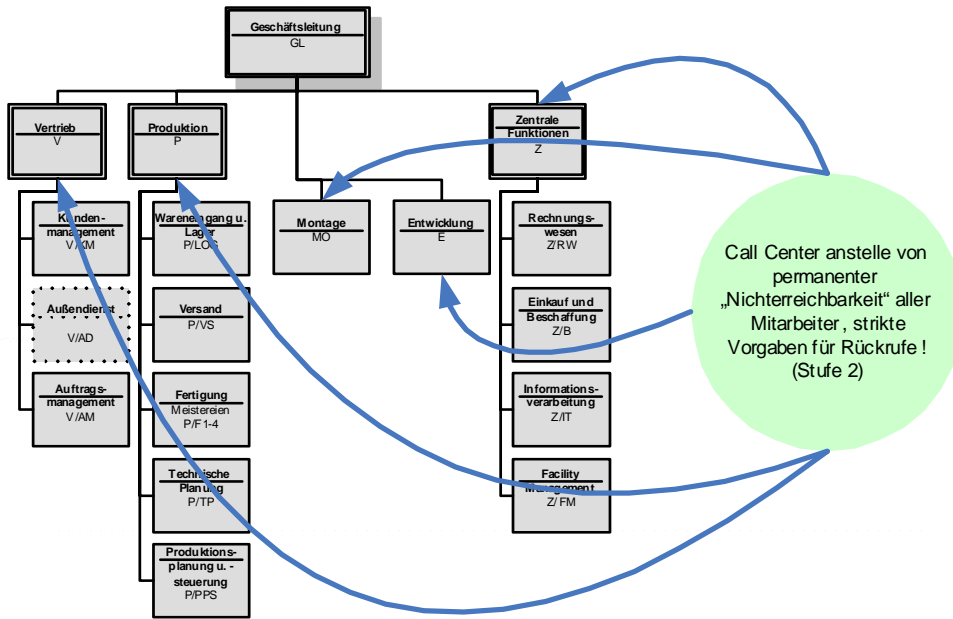 Geschäftsleitung
GL
Vertrieb
V
Produktion
P
Zentrale
Funktionen
Z
Kunden-
management
V/KM
Außendienst
V/AD
Auftrags-
management
V/AM
Wareneingang u.
Lager
P/LOG
Versand
P/VS
Fertigung
Meistereien
P/F1-4
Technische
Planung
P/TP
Produktions-
planung u. -
steuerung
P/PPS
Montage
MO
Entwicklung
E
Rechnungs-
wesen
Z/RW
Einkauf und
Beschaffung
Z/B
Informations-
verarbeitung
Z/IT
Facility
Management
Z/FM
Call Center anstelle von
permanenter
„Nichterreichbarkeit“ aller
Mitarbeiter, strikte
Vorgaben für Rückrufe !
(Stufe 2)